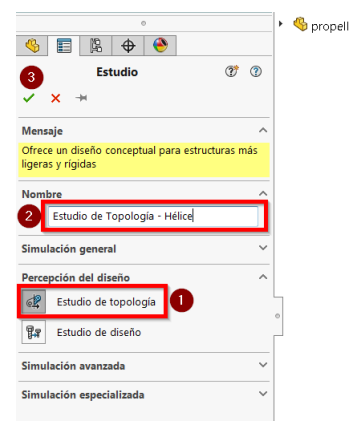 propell
3
Estudio
Mensaje
Ofrece un diseño conceptual para estructuras más
ligeras y rígidas
Nombre
2
Estudio de Topología - Hélice
Simulación general
Percepción del diseño
Estudio de topología
1
Estudio de diseño
Simulación avanzada
Simulación especializada